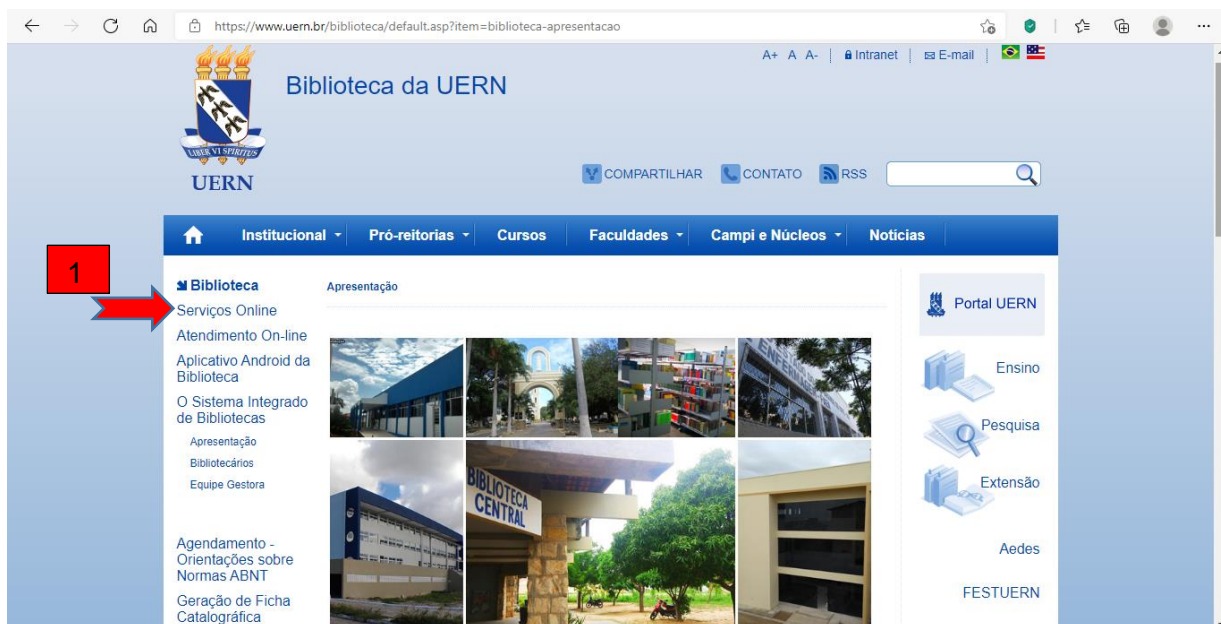 https://www.uern.br/biblioteca/default.asp?item=biblioteca-apresentacao
A+ A A- | Intranet | E-mail |
Biblioteca da UERN
LIBER VI SPIRITUS
UERN
COMPARTILHAR CONTATO RSS
Institucional Pró-reitorias Cursos Faculdades Campi e Núcleos Notícias
1
Biblioteca
Serviços Online
Atendimento On-line
Aplicativo Android da
Biblioteca
O Sistema Integrado
de Bibliotecas
Apresentação
Bibliotecários
Equipe Gestora
Agendamento -
Orientações sobre
Normas ABNT
Geração de Ficha
Catalográfica
Apresentação
BIBLIOTECA
CENTRAL
Portal UERN
Ensino
Pesquisa
Extensão
Aedes
FESTUERN